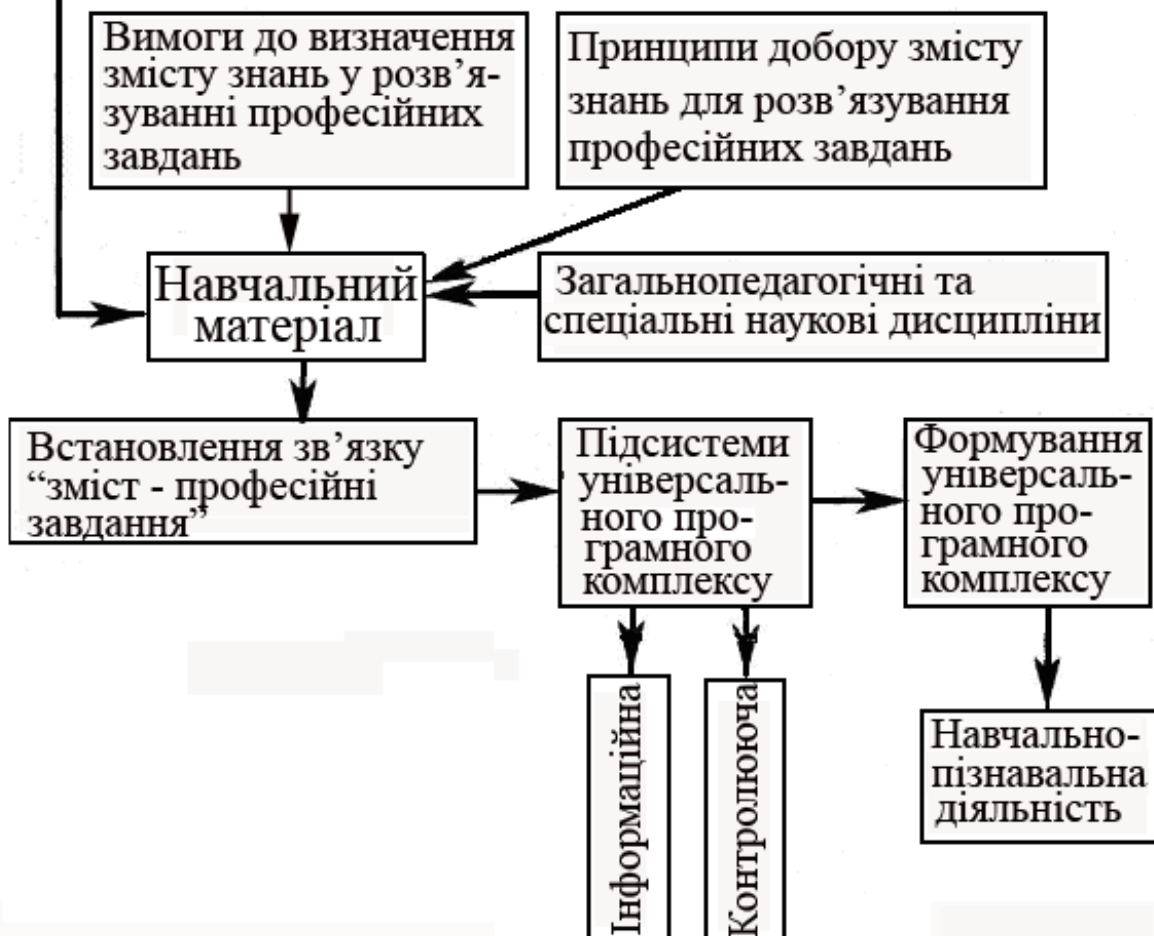 Вимоги до визначення
змісту знань у розв’я-
зуванні професійних
завдань
Принципи добору змісту
знань для розв’язування
професійних завдань
Навчальний
матеріал
Загальнопедагогічні та
спеціальні наукові дисципліни
Встановлення зв’язку
“зміст - професійні
завдання”
Підсистеми
універсаль-
ного про-
грамного
комплексу
Формування
універсаль-
ного про-
грамного
комплексу
Інформаційна
Контролююча
Навчально-
пізнавальна
діяльність